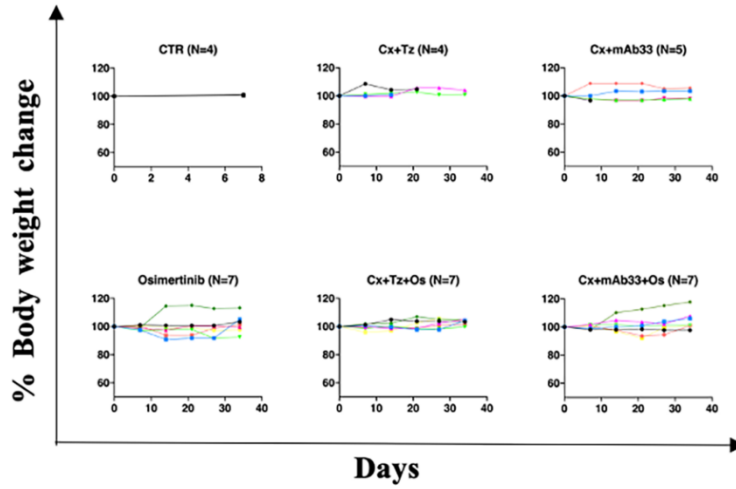 % Body weight change
CTR (N=4)
120
100
80
60
0 2 4 6 8
Cx+Tz (N=4)
120
100
80
60
0 10 20 30 40
Cx+mAb33 (N=5)
120
100
80
60
0 10 20 30 40
Osimertinib (N=7)
120
100
80
60
0 10 20 30 40
Cx+Tz+Os (N=7)
120
100
80
60
0 10 20 30 40
Cx+mAb33+Os (N=7)
120
100
80
60
0 10 20 30 40
Days